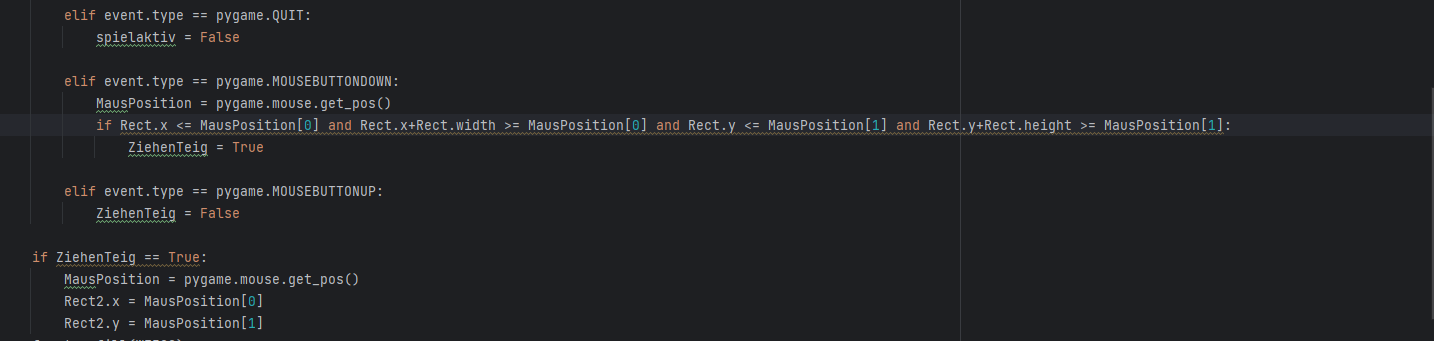 elif event.type == pygame.QUIT:
spielaktiv = False
elif event.type == pygame.MOUSEBUTTONDOWN:
MausPosition = pygame.mouse.get_pos()
if Rect.x <= MausPosition[0] and Rect.x+Rect.width >= MausPosition[0] and Rect.y <= MausPosition[1] and Rect.y+Rect.height >= MausPosition[1]:
ZiehenTeig = True
elif event.type == pygame.MOUSEBUTTONUP:
ZiehenTeig = False
if ZiehenTeig == True:
MausPosition = pygame.mouse.get_pos()
Rect2.x = MausPosition[0]
Rect2.y = MausPosition[1]